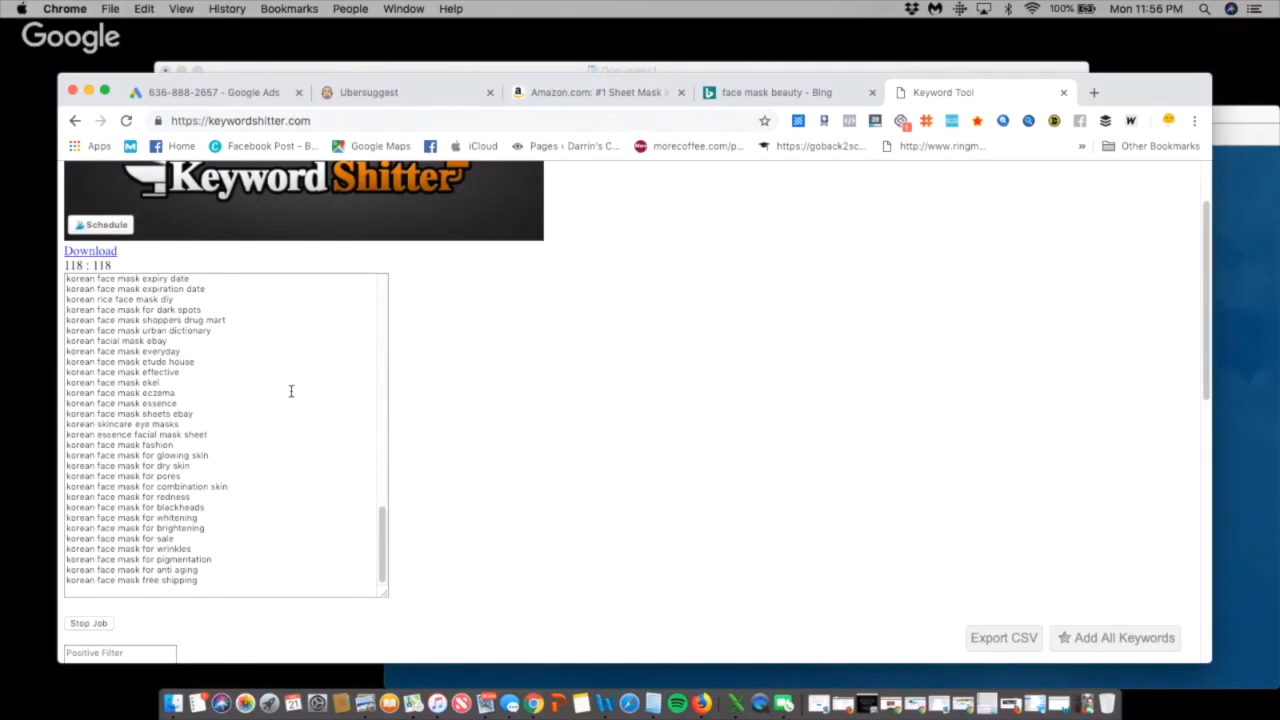 Chrome File Edit View History Bookmarks People Window Help 100% Mon 11:56 PM
Google
636-888-2657 - Google Ads Ubersuggest Amazon.com: #1 Sheet Mask face mask beauty - Bing Keyword Tool
https://keywordshitter.com
Apps Home Facebook Post – B... Google Maps iCloud Pages ‹ Darrin's C... morecoffee.com/p... https://goback2sc... http://www.ringm... » Other Bookmarks
Keyword Shitter
Schedule
Download
118 : 118
korean face mask expiry date
korean face mask expiration date
korean rice face mask diy
korean face mask for dark spots
korean face mask shoppers drug mart
korean face mask urban dictionary
korean facial mask ebay
korean face mask everyday
korean face mask etude house
korean face mask effective
korean face mask ekel
korean face mask eczema
korean face mask essence
korean face mask sheets ebay
korean skincare eye masks
korean essence facial mask sheet
korean face mask fashion
korean face mask for glowing skin
korean face mask for dry skin
korean face mask for pores
korean face mask for combination skin
korean face mask for redness
korean face mask for blackheads
korean face mask for whitening
korean face mask for brightening
korean face mask for sale
korean face mask for wrinkles
korean face mask for pigmentation
korean face mask for anti aging
korean face mask free shipping
Stop Job
Export CSV Add All Keywords
Positive Filter